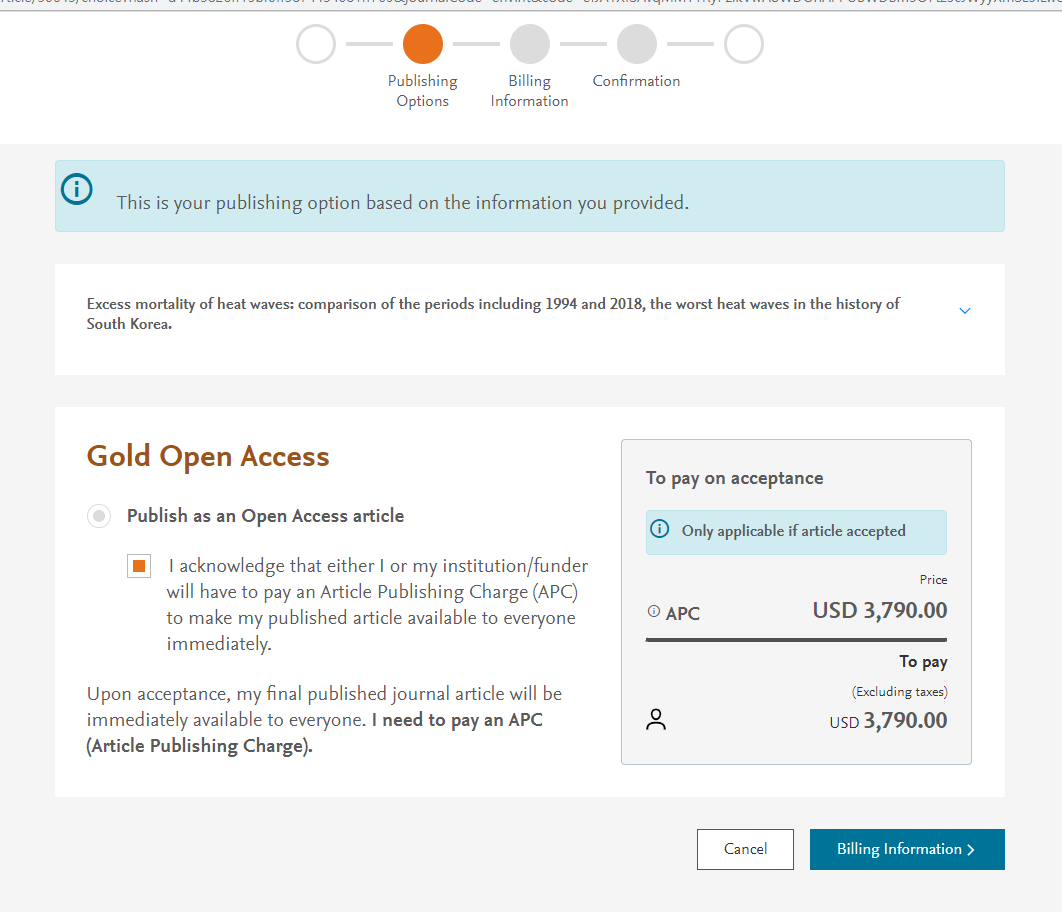 Publishing
Options
Billing
Information
Confirmation
This is your publishing option based on the information you provided.
Excess mortality of heat waves: comparison of the periods including 1994 and 2018, the worst heat waves in the history of
South Korea.
Gold Open Access
Publish as an Open Access article
I acknowledge that either I or my institution/funder
will have to pay an Article Publishing Charge (APC)
to make my published article available to everyone
immediately.
Upon acceptance, my final published journal article will be
immediately available to everyone. I need to pay an APC
(Article Publishing Charge).
To pay on acceptance
Only applicable if article accepted
Price
APC USD 3,790.00
To pay
(Excluding taxes)
USD 3,790.00
Cancel
Billing Information